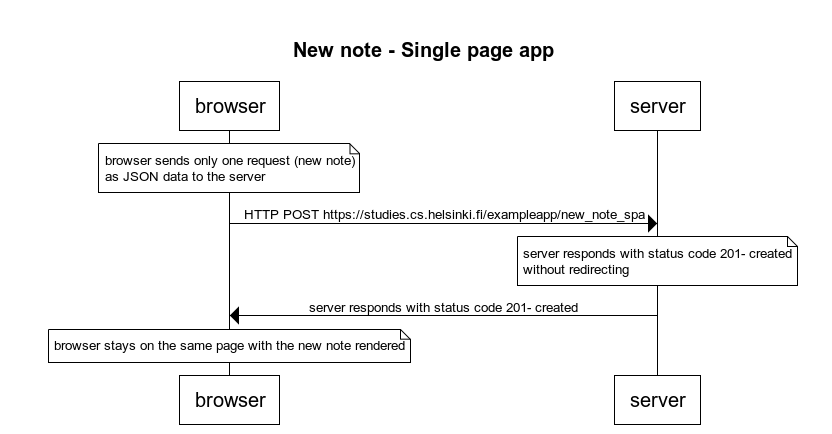 New note - Single page app
browser
server
browser sends only one request (new note)
as JSON data to the server
HTTP POST https://studies.cs.helsinki.fi/exampleapp/new_note_spa
server responds with status code 201- created
without redirecting
server responds with status code 201- created
browser stays on the same page with the new note rendered
browser
server